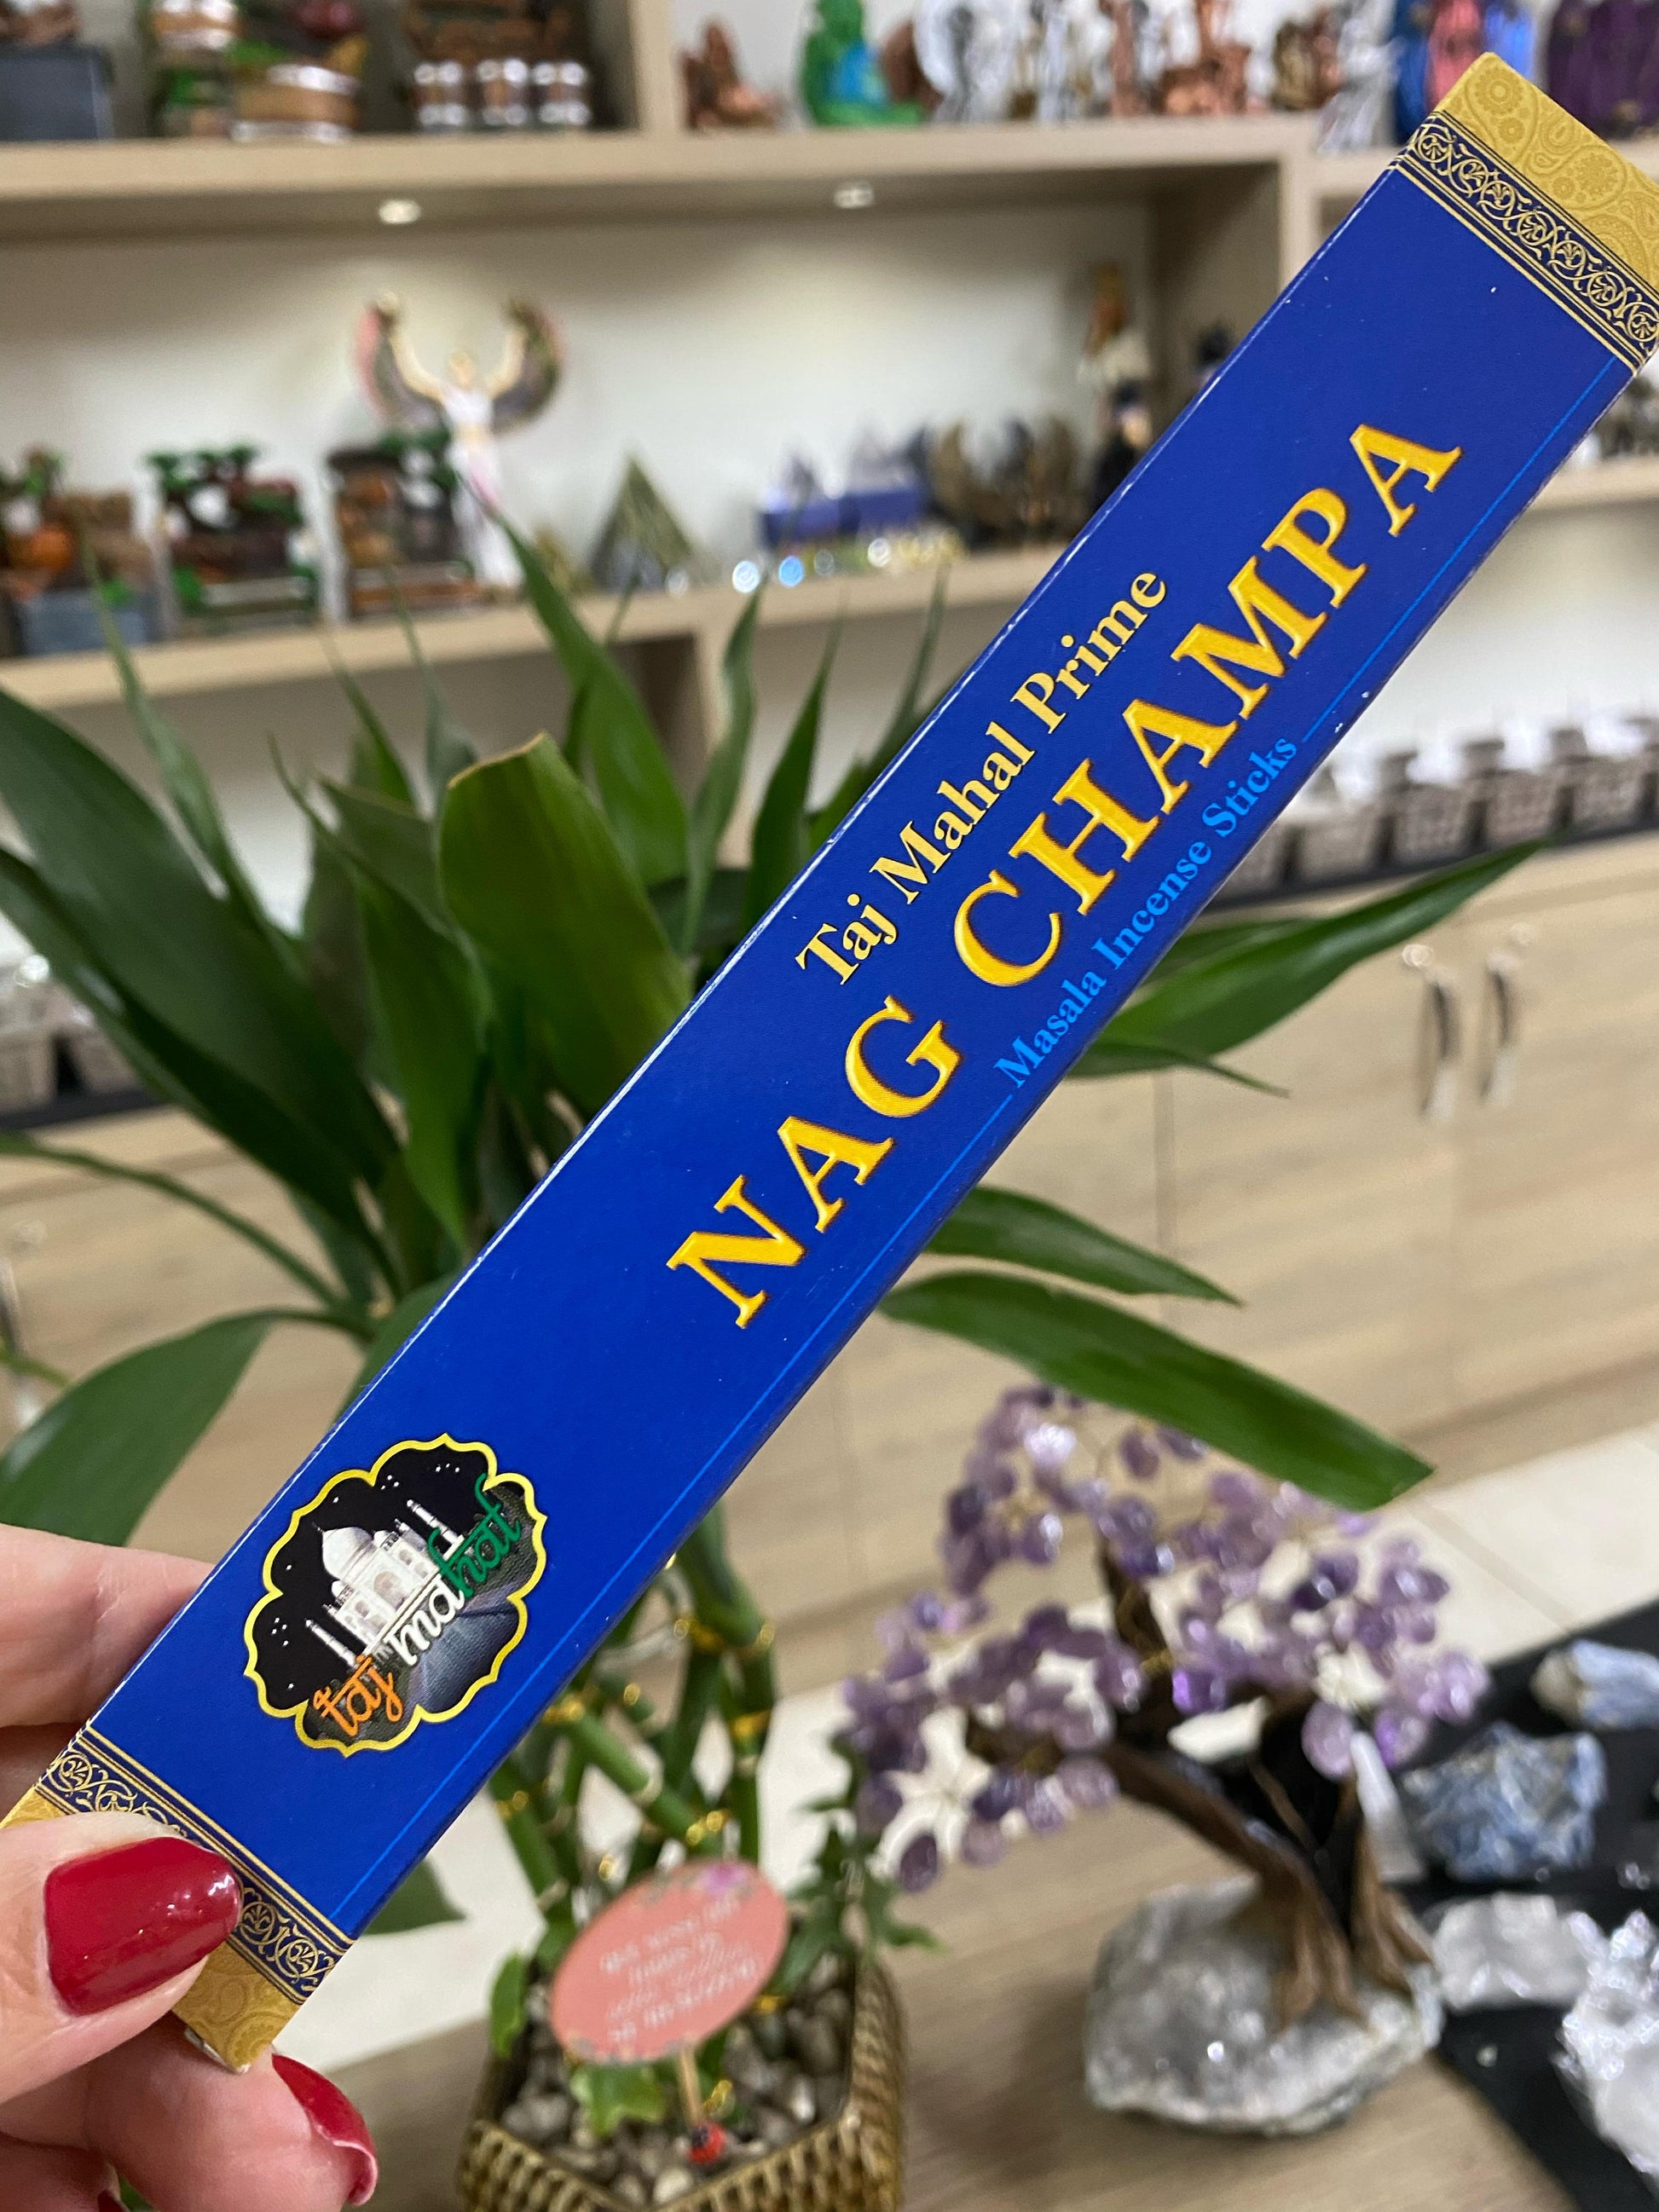 Taj Mahal Prime
NAG CHAMPA
Masala Incense Sticks
taj mahal